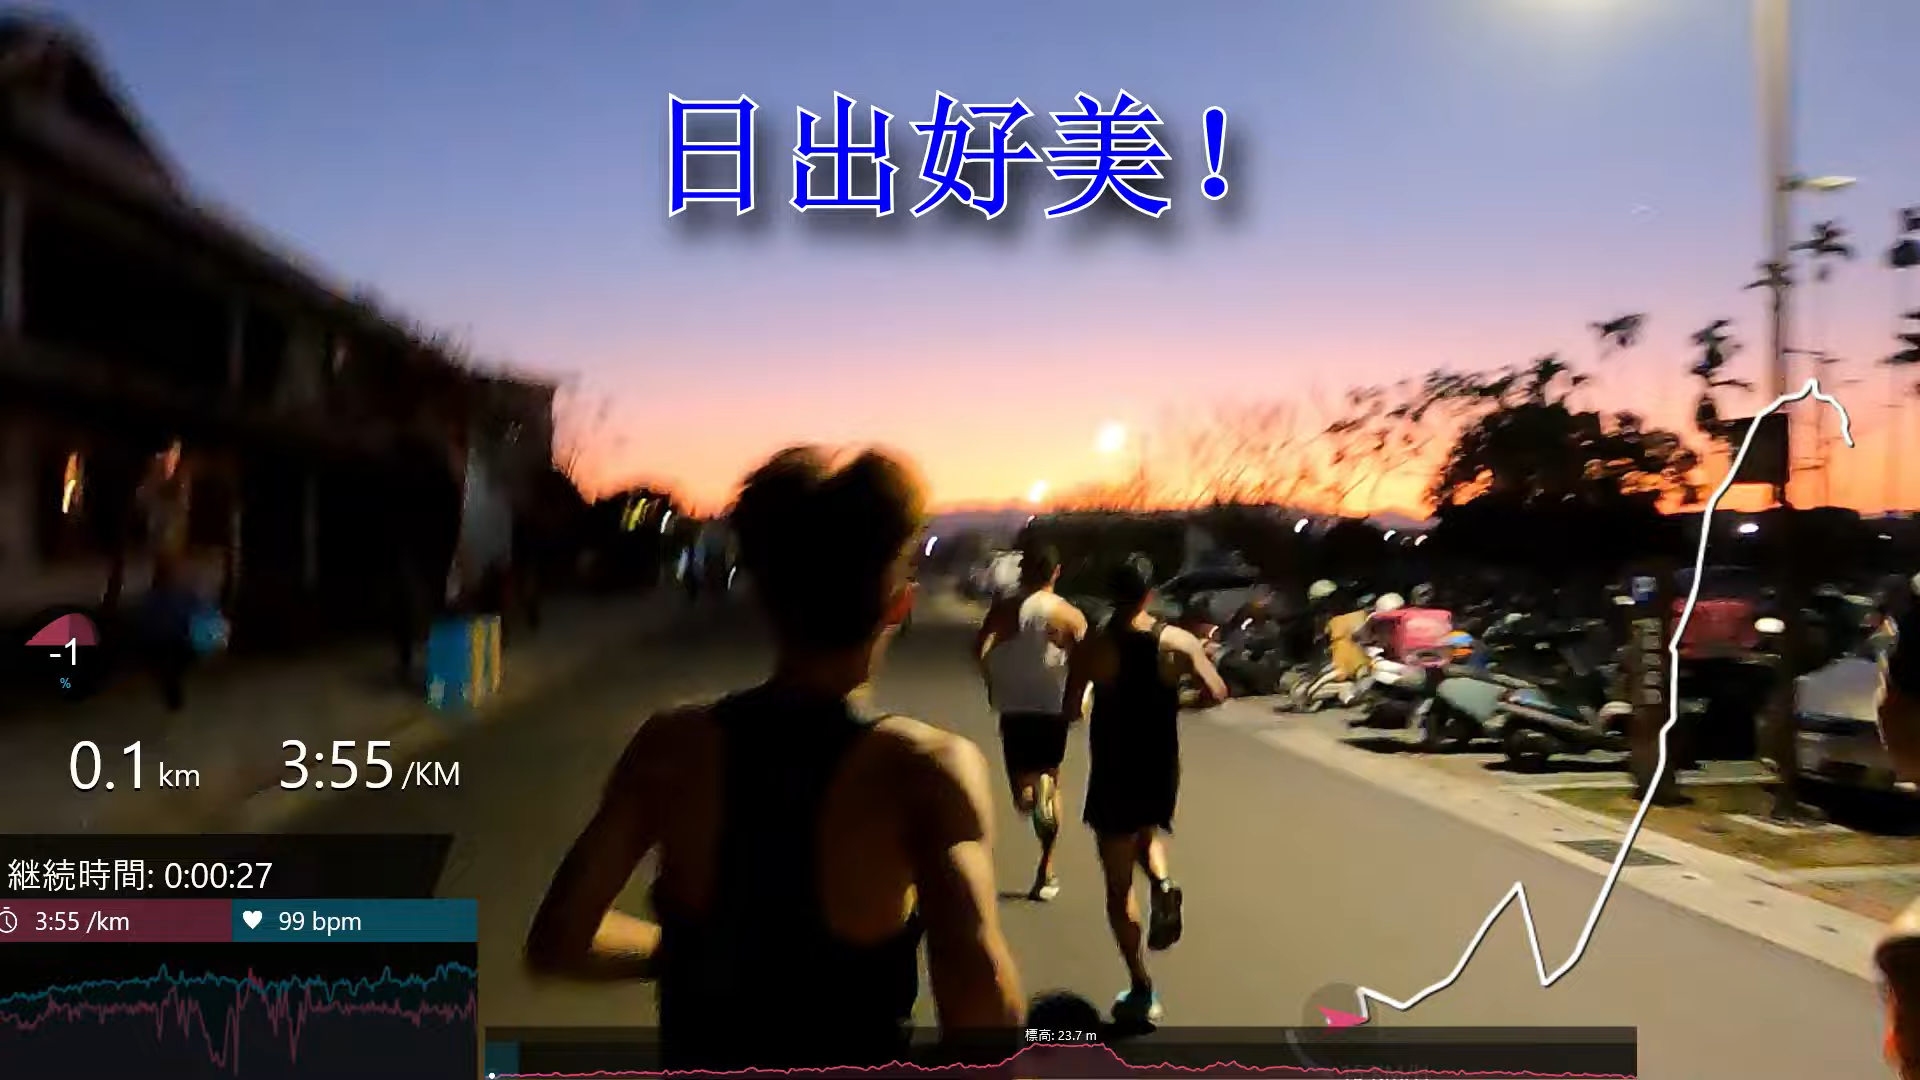 日出好美！
-1
%
0.1 km
3:55 /KM
継続時間: 0:00:27
3:55 /km
99 bpm
標高: 23.7 m